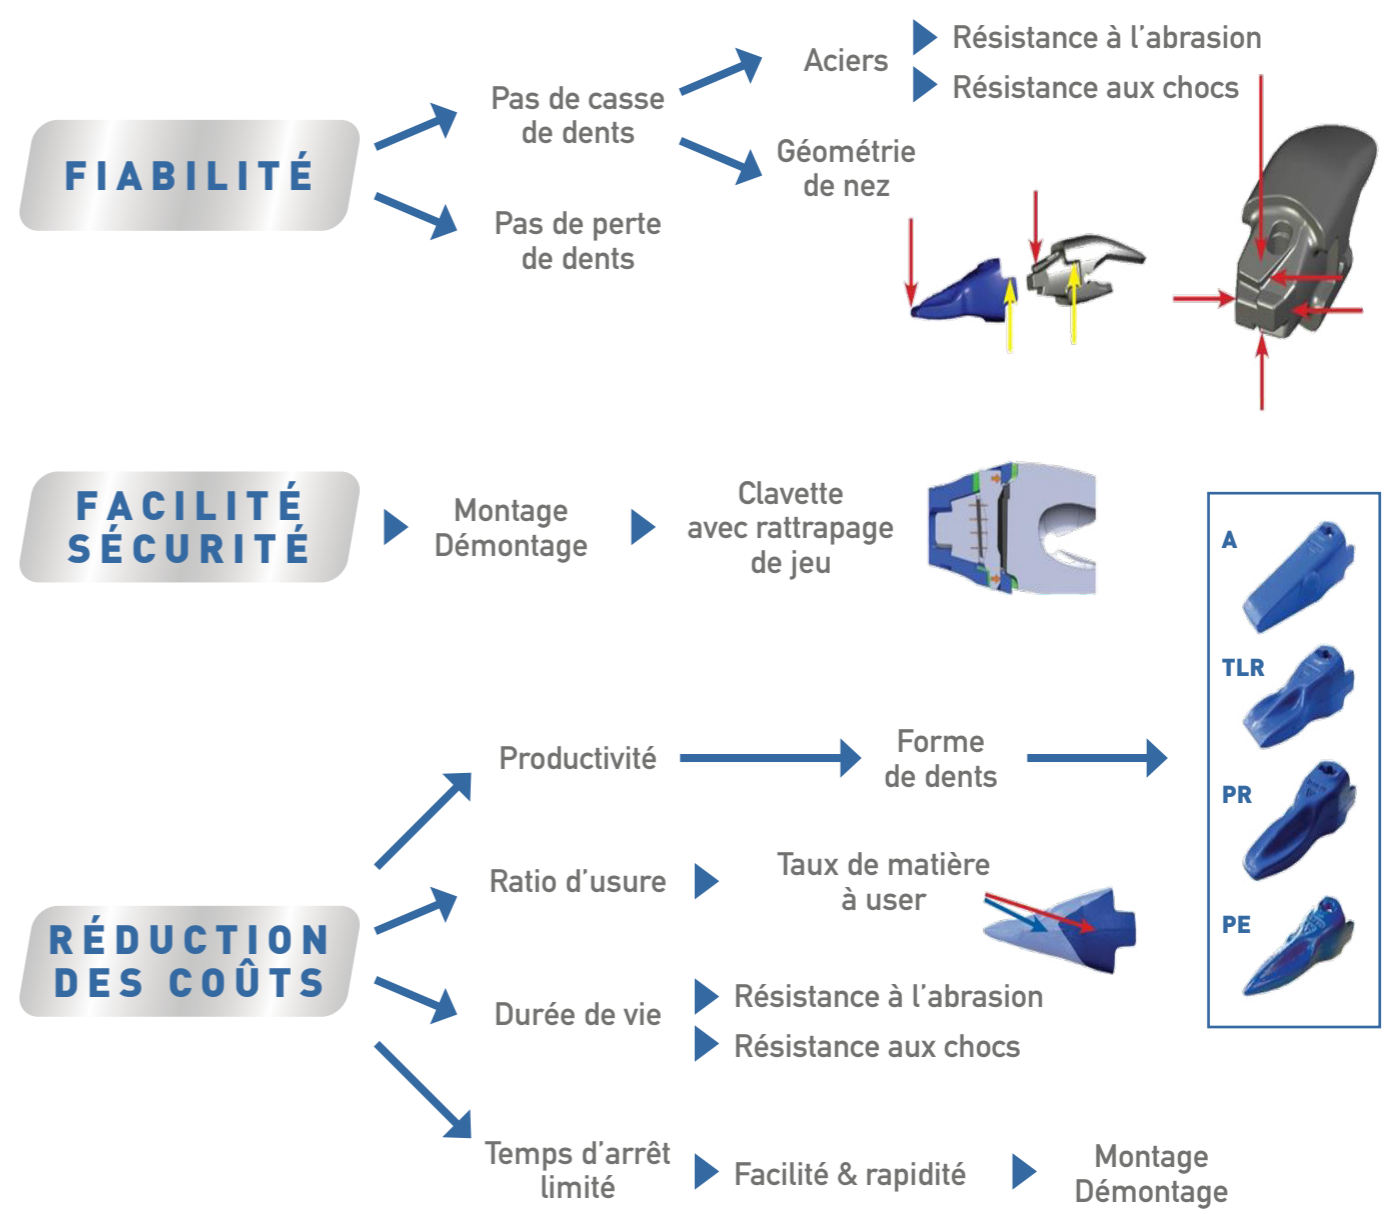 FIABILITÉ
Pas de casse
de dents
Aciers
Résistance à l'abrasion
Résistance aux chocs
Géométrie
de nez
Pas de perte
de dents
FACILITÉ
SÉCURITÉ
Montage
Démontage
Clavette
avec rattrapage
de jeu
RÉDUCTION
DES COÛTS
Productivité
Forme
de dents
A
TLR
PR
PE
Ratio d'usure
Taux de matière
à user
Durée de vie
Résistance à l'abrasion
Résistance aux chocs
Temps d'arrêt
limité
Facilité & rapidité
Montage
Démontage